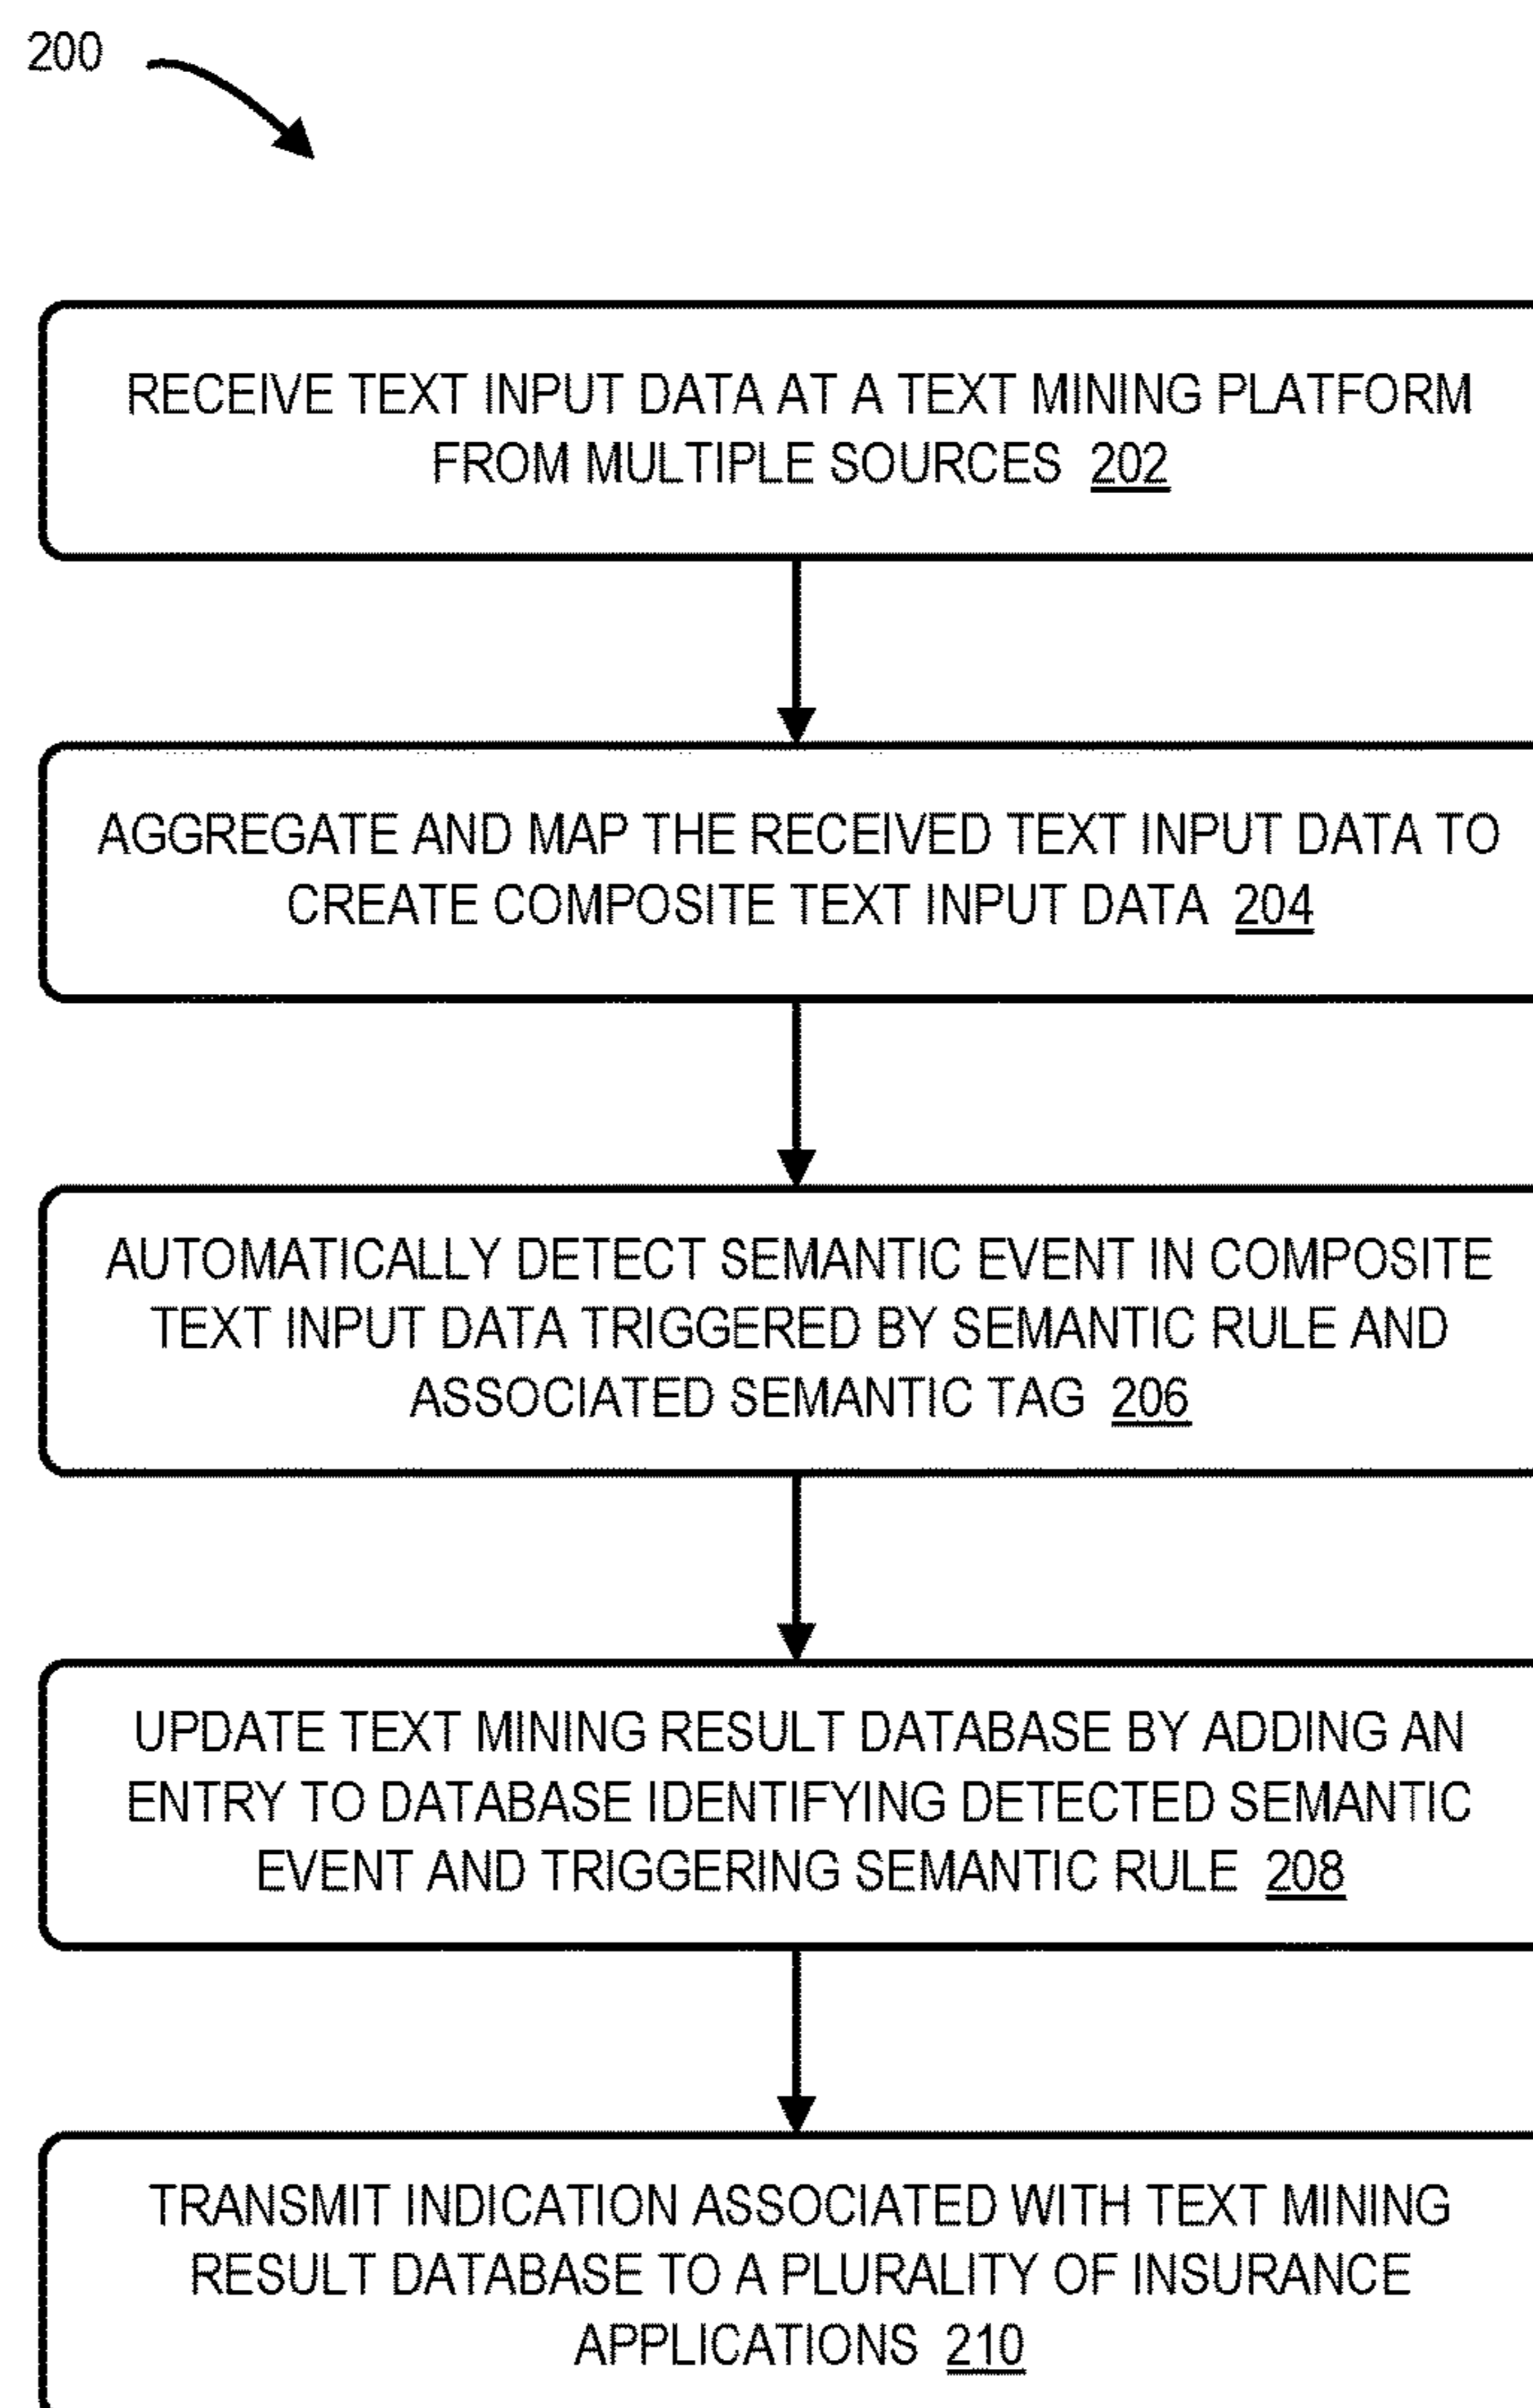 200
RECEIVE TEXT INPUT DATA AT A TEXT MINING PLATFORM
FROM MULTIPLE SOURCES 202
AGGREGATE AND MAP THE RECEIVED TEXT INPUT DATA TO
CREATE COMPOSITE TEXT INPUT DATA 204
AUTOMATICALLY DETECT SEMANTIC EVENT IN COMPOSITE
TEXT INPUT DATA TRIGGERED BY SEMANTIC RULE AND
ASSOCIATED SEMANTIC TAG 206
UPDATE TEXT MINING RESULT DATABASE BY ADDING AN
ENTRY TO DATABASE IDENTIFYING DETECTED SEMANTIC
EVENT AND TRIGGERING SEMANTIC RULE 208
TRANSMIT INDICATION ASSOCIATED WITH TEXT MINING
RESULT DATABASE TO A PLURALITY OF INSURANCE
APPLICATIONS 210